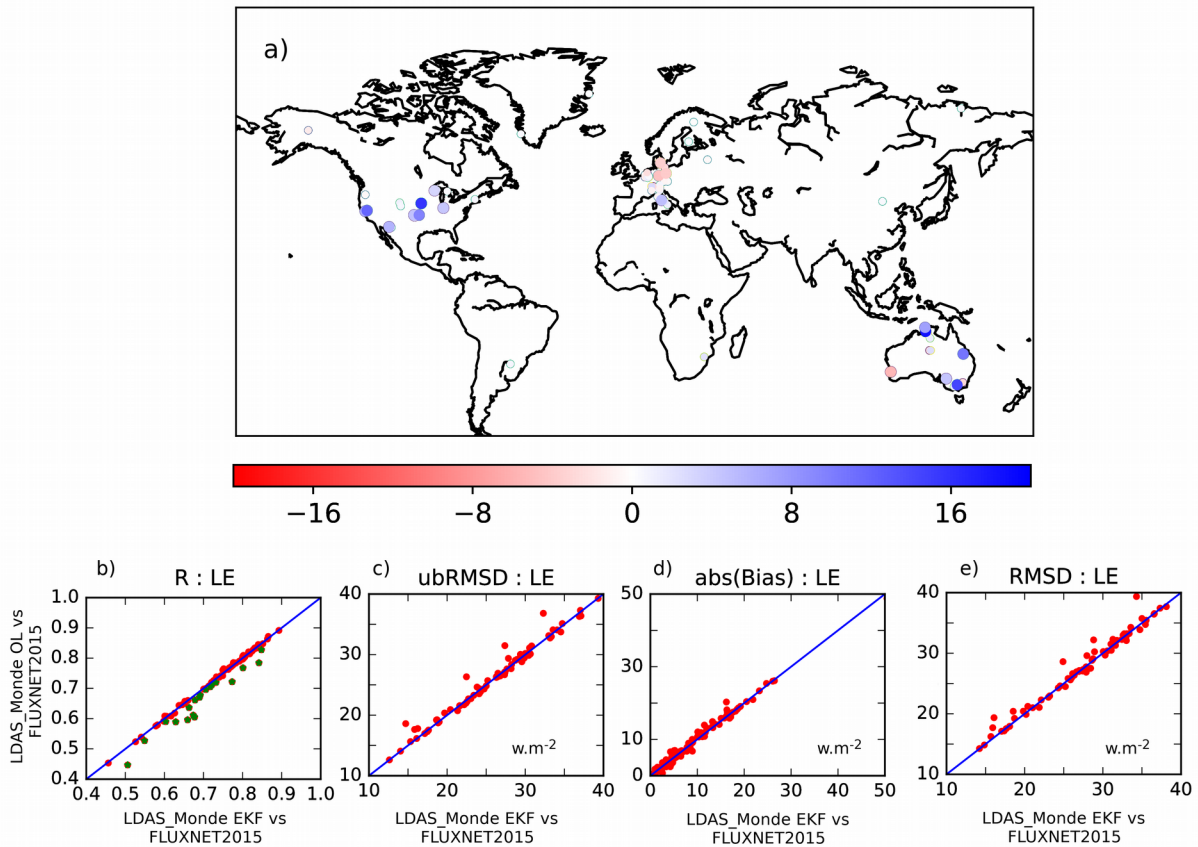 a)
−16 −8 0 8 16
b) c) d) e)
R : LE ubRMSD : LE abs(Bias) : LE RMSD : LE
LDAS_Monde OL vs
FLUXNET2015
1.0
0.9
0.8
0.7
0.6
0.5
0.4
0.4 0.5 0.6 0.7 0.8 0.9 1.0
LDAS_Monde EKF vs
FLUXNET2015
40
30
20
10
w.m-2
10 20 30 40
LDAS_Monde EKF vs
FLUXNET2015
50
40
30
10
0
w.m-2
0 10 20 30 40 50
LDAS_Monde EKF vs
FLUXNET2015
40
30
20
10
w.m-2
10 20 30 40
LDAS_Monde EKF vs
FLUXNET2015